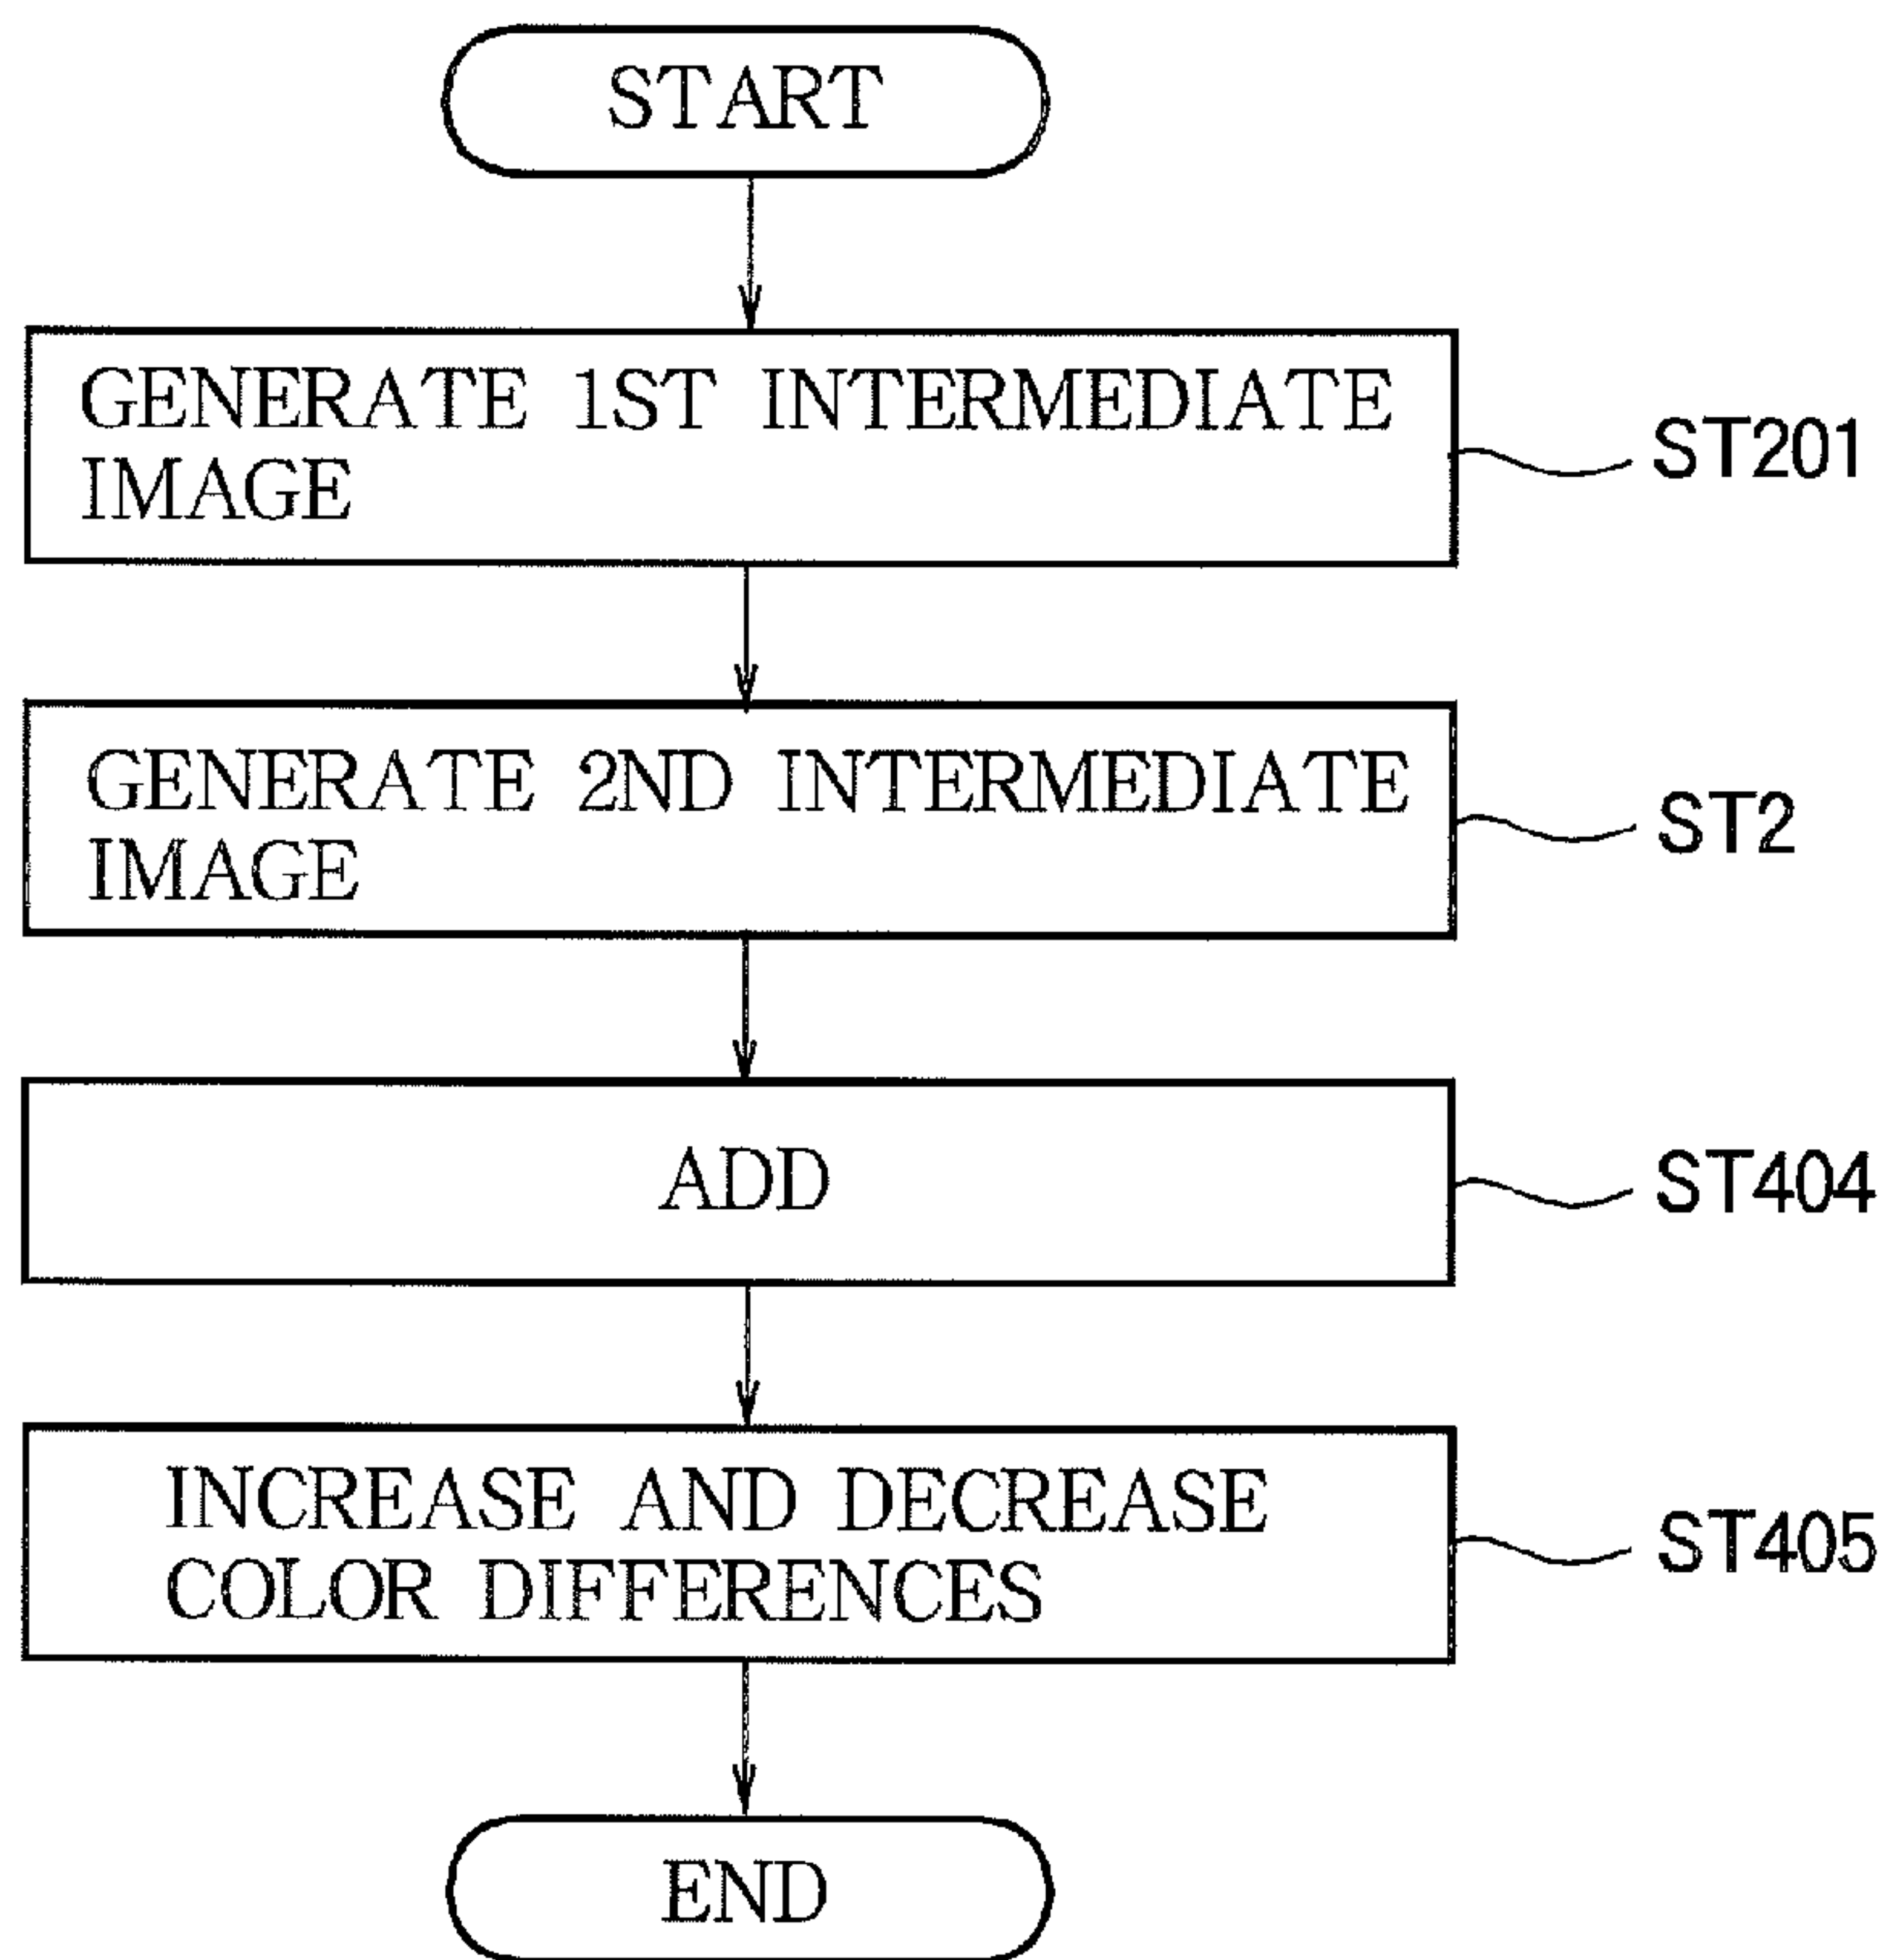 START
GENERATE 1ST INTERMEDIATE
IMAGE
ST201
GENERATE 2ND INTERMEDIATE
IMAGE
ST2
ADD
ST404
INCREASE AND DECREASE
COLOR DIFFERENCES
ST405
END